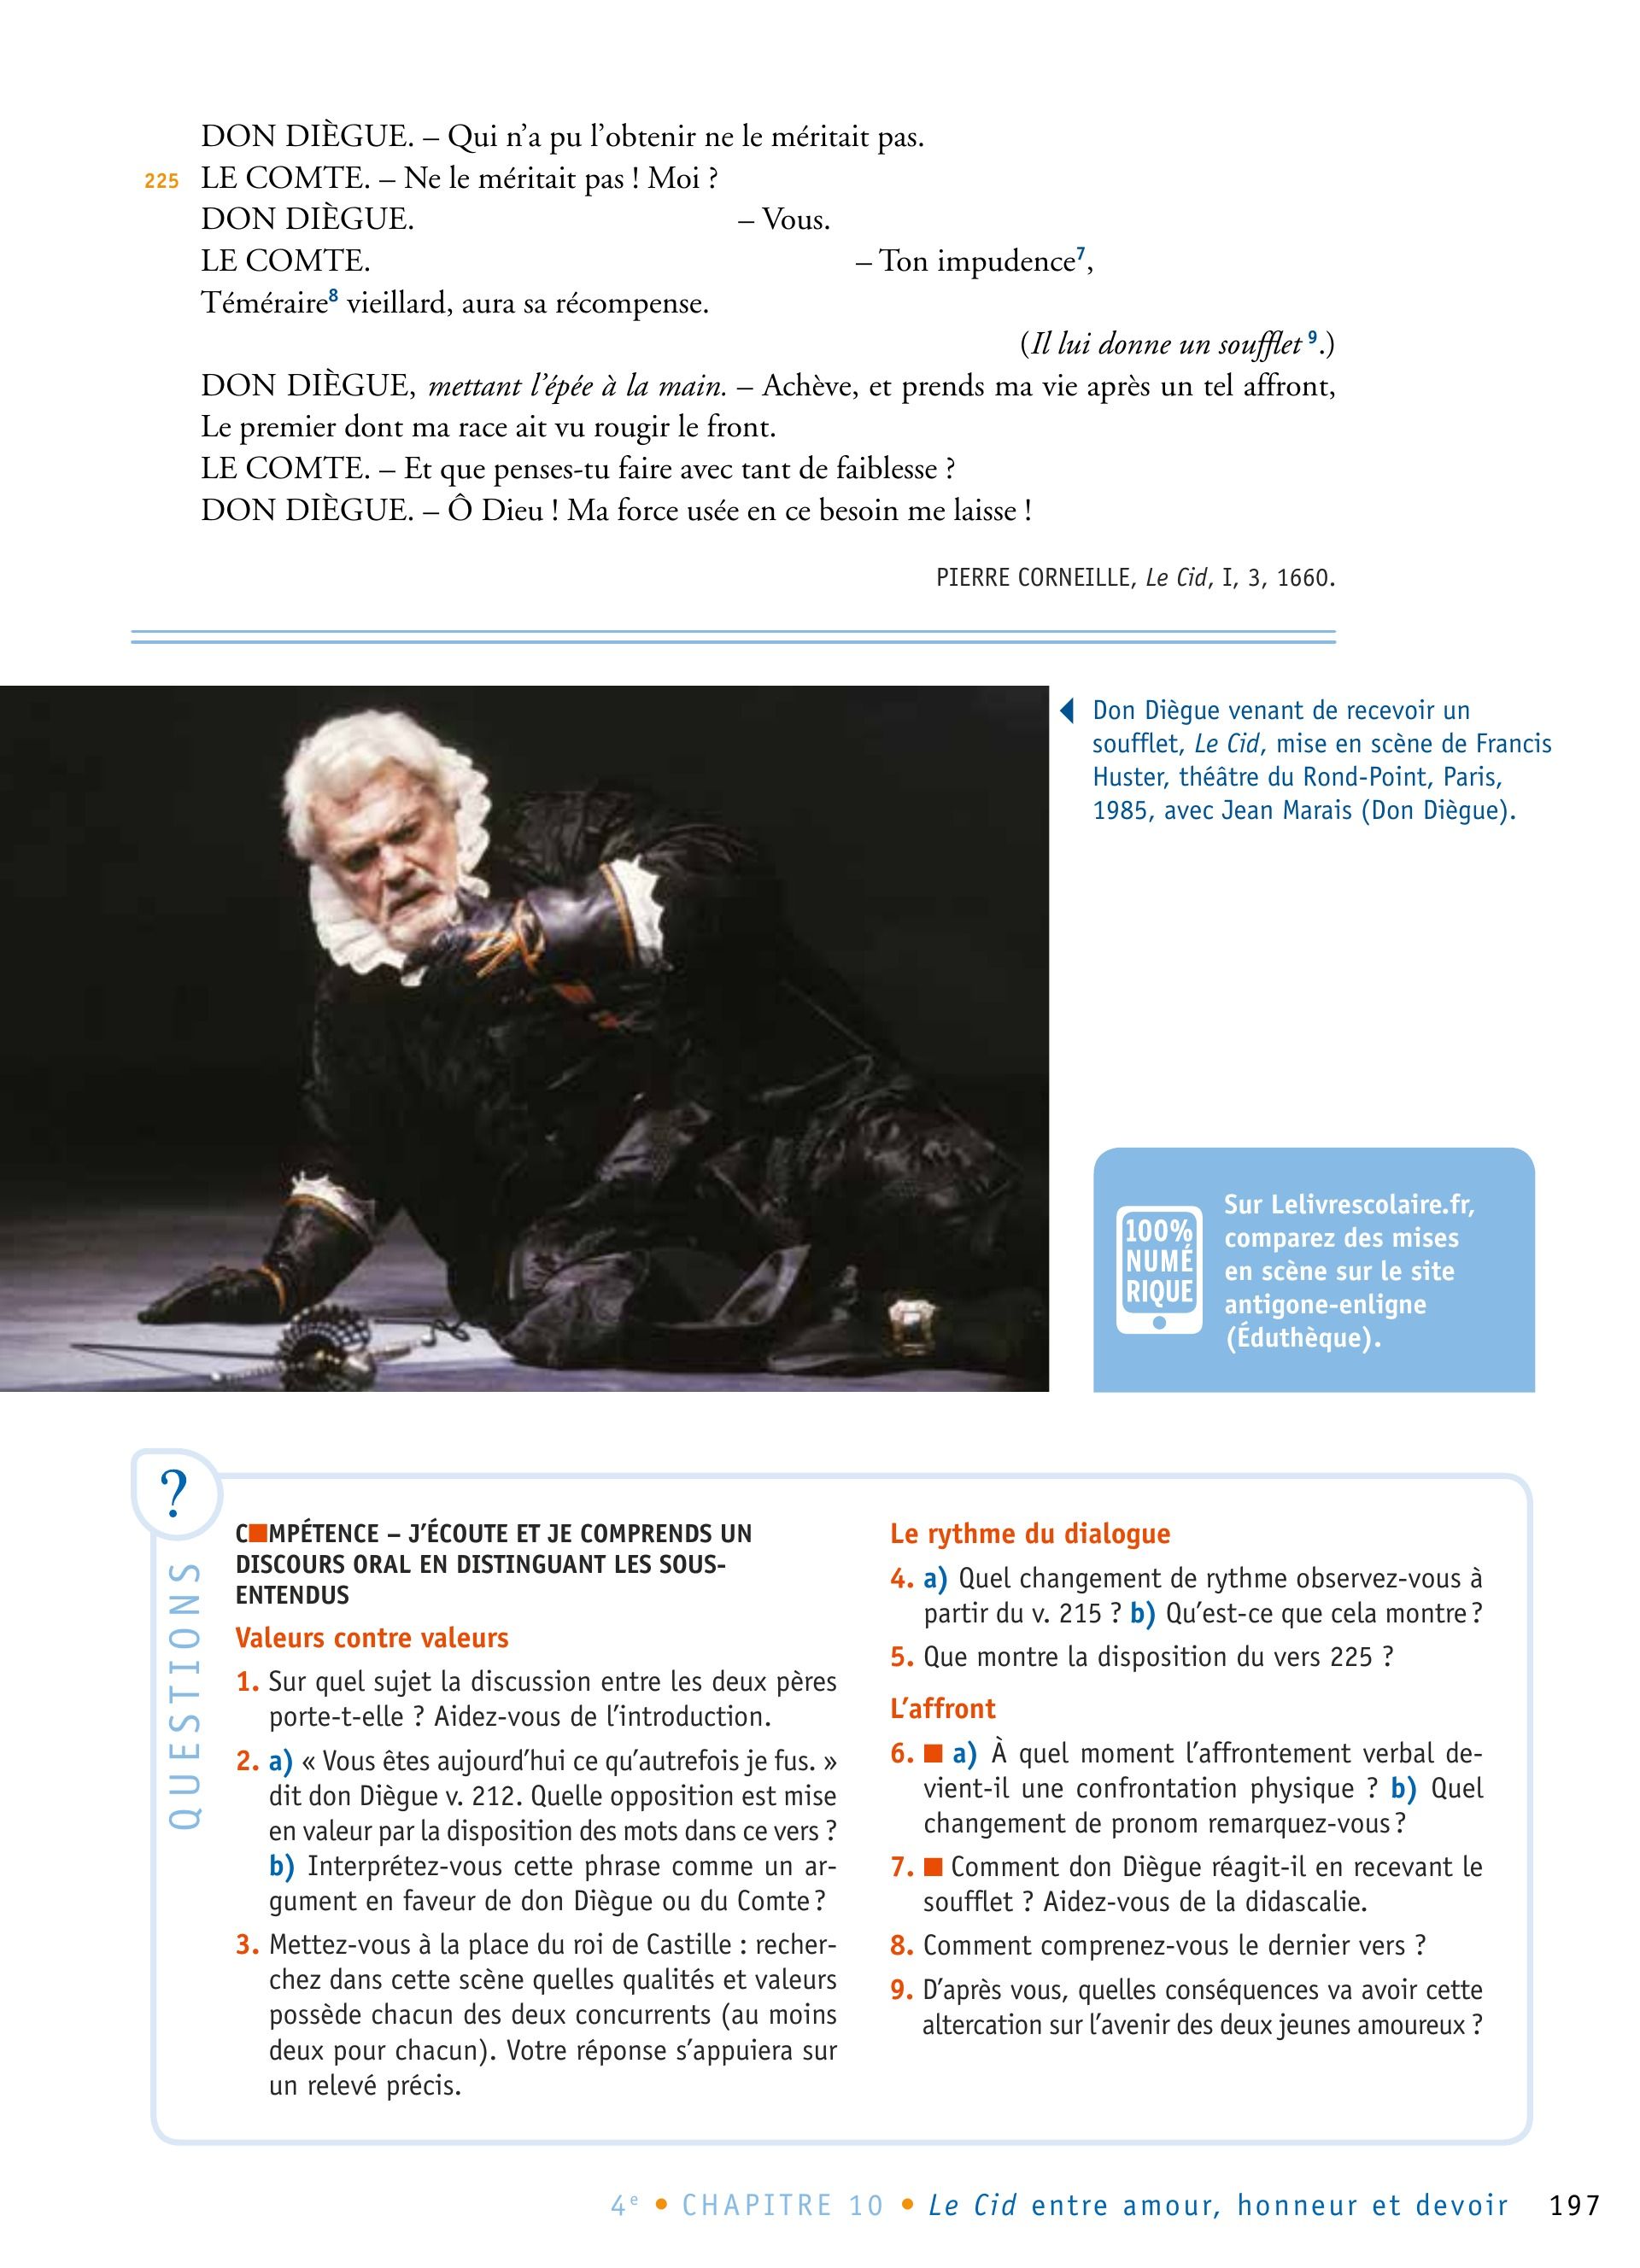 DON DIÈGUE. – Qui n’a pu l’obtenir ne le méritait pas.
225 LE COMTE. – Ne le méritait pas ! Moi ?
DON DIÈGUE. – Vous.
LE COMTE. – Ton impudence7,
Téméraire8 vieillard, aura sa récompense.
(Il lui donne un soufflet 9.)
DON DIÈGUE, mettant l’épée à la main. – Achève, et prends ma vie après un tel affront,
Le premier dont ma race ait vu rougir le front.
LE COMTE. – Et que penses-tu faire avec tant de faiblesse ?
DON DIÈGUE. – Ô Dieu ! Ma force usée en ce besoin me laisse !
PIERRE CORNEILLE, Le Cid, I, 3, 1660.
Don Diègue venant de recevoir un
soufflet, Le Cid, mise en scène de Francis
Huster, théâtre du Rond-Point, Paris,
1985, avec Jean Marais (Don Diègue).
100%
NUMÉ
RIQUE
Sur Lelivrescolaire.fr,
comparez des mises
en scène sur le site
antigone-enligne
(Éduthèque).
?
QUESTIONS
C■MPÉTENCE – J’ÉCOUTE ET JE COMPRENDS UN
DISCOURS ORAL EN DISTINGUANT LES SOUS-
ENTENDUS
Valeurs contre valeurs
1. Sur quel sujet la discussion entre les deux pères
porte-t-elle ? Aidez-vous de l’introduction.
2. a) « Vous êtes aujourd’hui ce qu’autrefois je fus. »
dit don Diègue v. 212. Quelle opposition est mise
en valeur par la disposition des mots dans ce vers ?
b) Interprétez-vous cette phrase comme un ar-
gument en faveur de don Diègue ou du Comte ?
3. Mettez-vous à la place du roi de Castille : recher-
chez dans cette scène quelles qualités et valeurs
possède chacun des deux concurrents (au moins
deux pour chacun). Votre réponse s’appuiera sur
un relevé précis.
Le rythme du dialogue
4. a) Quel changement de rythme observez-vous à
partir du v. 215 ? b) Qu’est-ce que cela montre ?
5. Que montre la disposition du vers 225 ?
L’affront
6. ■ a) À quel moment l’affrontement verbal de-
vient-il une confrontation physique ? b) Quel
changement de pronom remarquez-vous ?
7. ■ Comment don Diègue réagit-il en recevant le
soufflet ? Aidez-vous de la didascalie.
8. Comment comprenez-vous le dernier vers ?
9. D’après vous, quelles conséquences va avoir cette
altercation sur l’avenir des deux jeunes amoureux ?
4e • CHAPITRE 10 • Le Cid entre amour, honneur et devoir 197